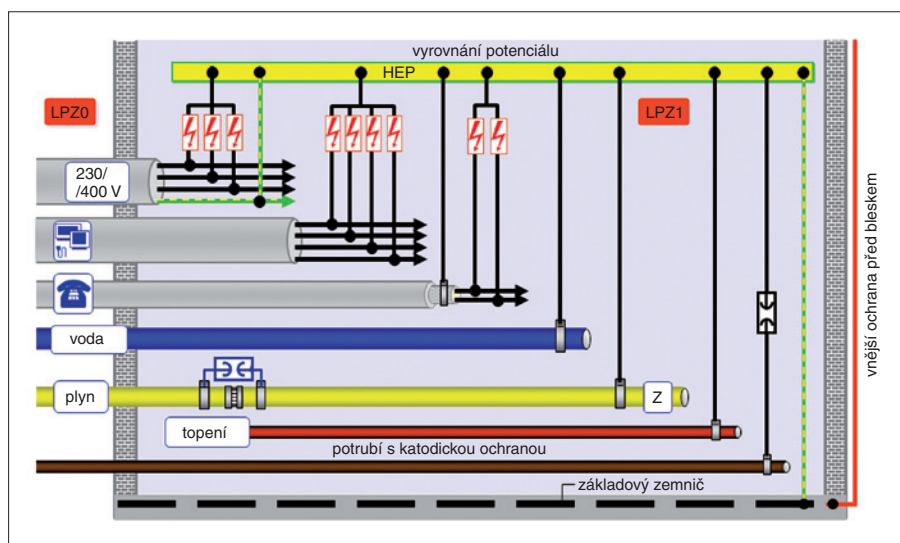 vyrovnání potenciálu
HEP
LPZ0
LPZ1
230/
/400 V
voda
plyn
Z
topení
potrubí s katodickou ochranou
základový zemnič
vnější ochrana před bleskem